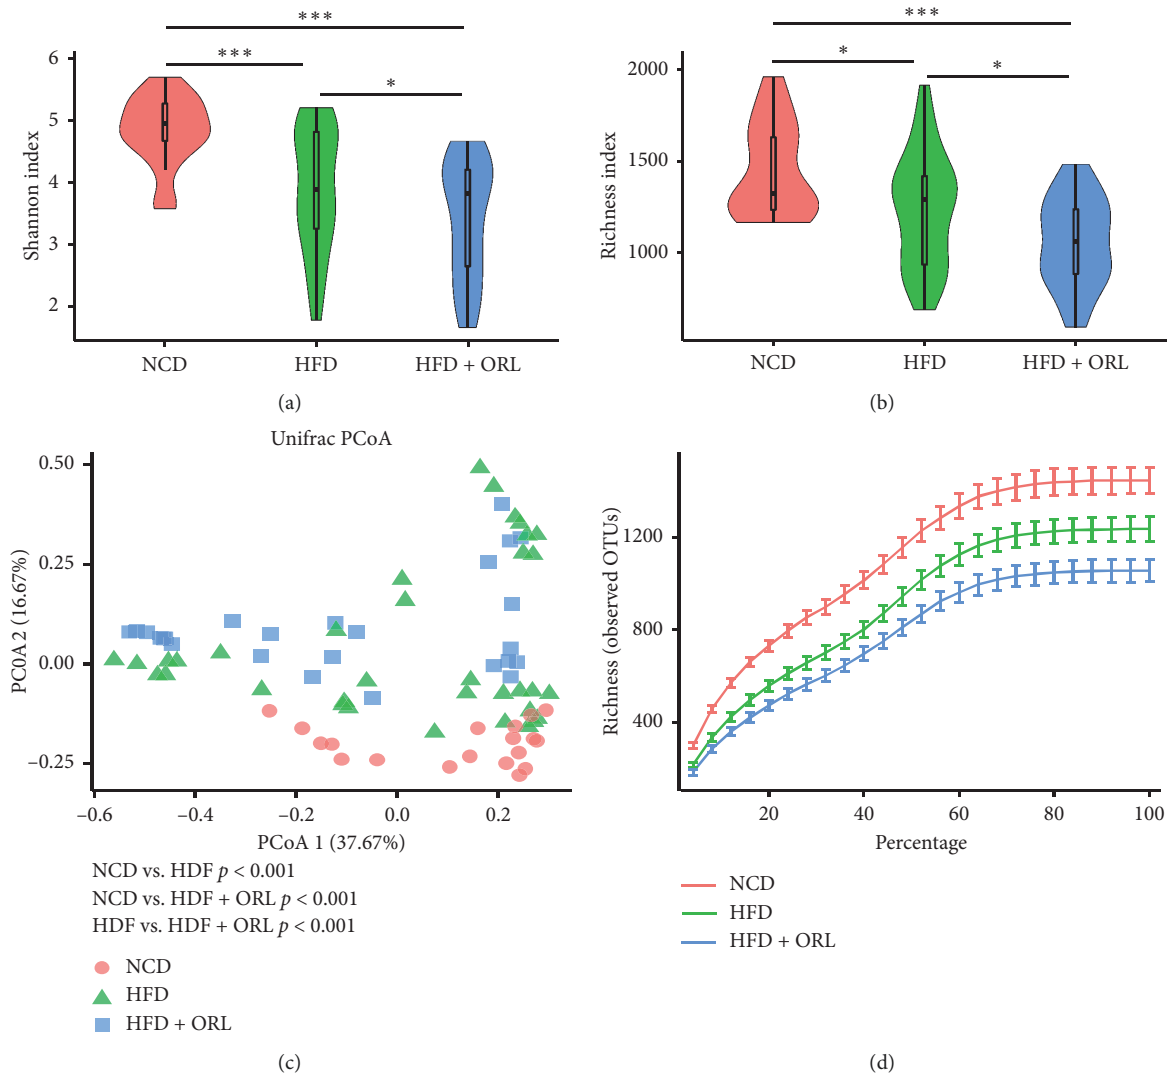 ***
***
*
6
5
4
3
2
Shannon index
NCD
HFD
HFD + ORL
(a)
***
*
*
2000
1500
1000
Richness index
NCD
HFD
HFD + ORL
(b)
Unifrac PCoA
0.50
0.25
0.00
−0.25
PC0A 2 (16.67%)
−0.6
−0.4
−0.2
0.0
0.2
PCoA 1 (37.67%)
NCD vs. HDF p < 0.001
NCD vs. HDF + ORL p < 0.001
HDF vs. HDF + ORL p < 0.001
NCD
HFD
HFD + ORL
(c)
1200
800
400
Richness (observed OTUs)
20
40
60
80
100
Percentage
NCD
HFD
HFD + ORL
(d)